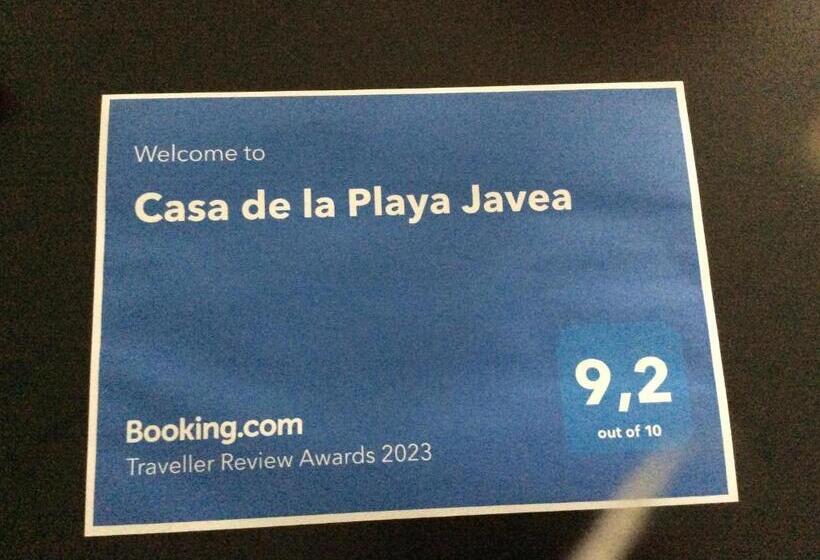 Welcome to
Casa de la Playa Javea
9,2
out of 10
Booking.com
Traveller Review Awards 2023